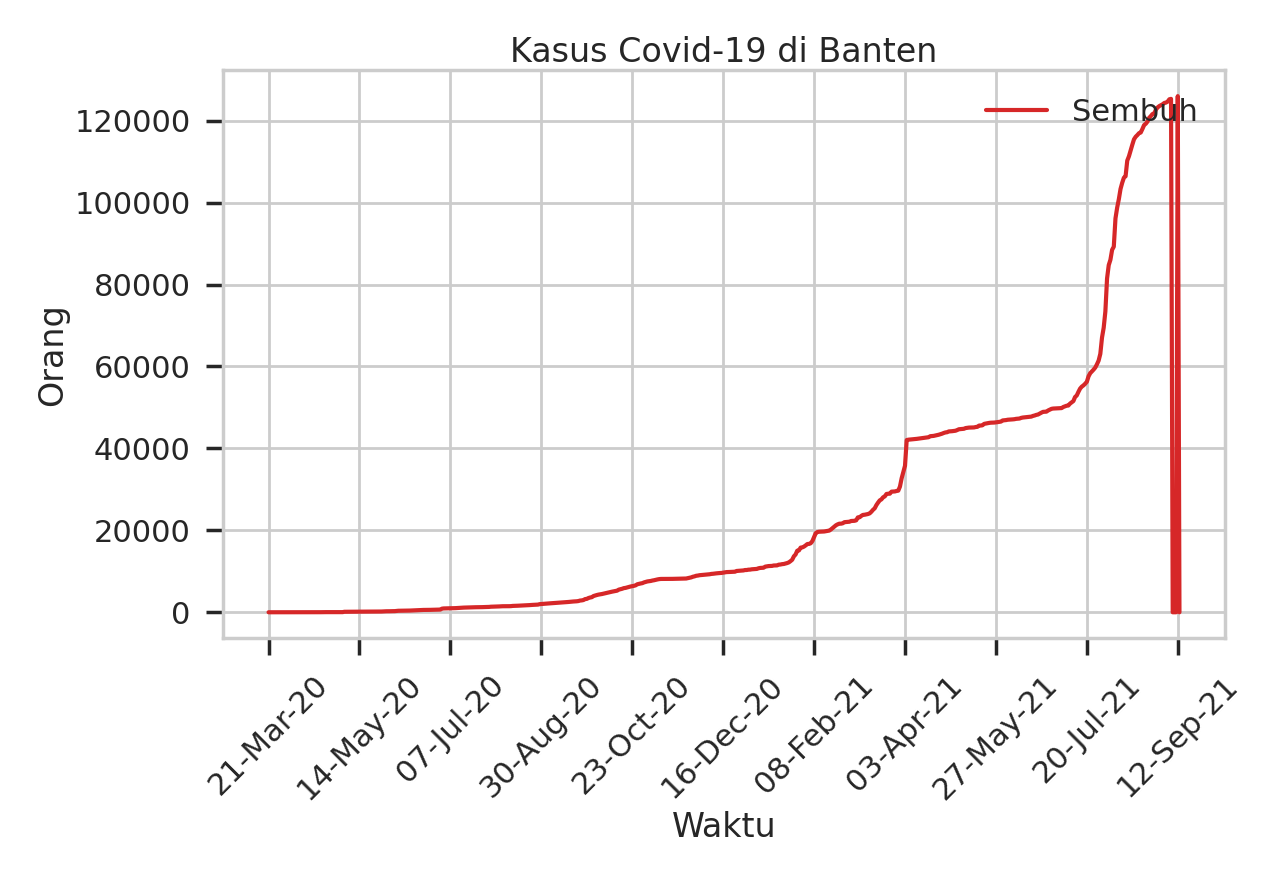 Kasus Covid-19 di Banten
Sembuh
Orang
120000
100000
80000
60000
40000
20000
0
21-Mar-20
14-May-20
07-Jul-20
30-Aug-20
23-Oct-20
16-Dec-20
08-Feb-21
03-Apr-21
27-May-21
20-Jul-21
12-Sep-21
Waktu